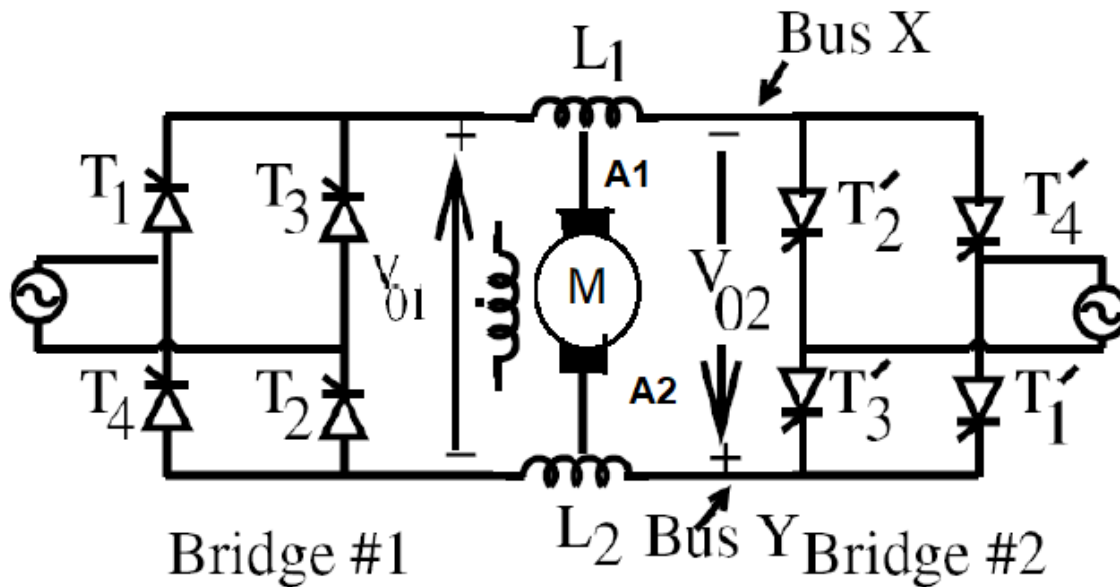 Bus X
L1
T1
T3
A1
T2′
T4′
V01
M
V02
A2
T4
T2
T3′
T1′
L2
Bus Y
Bridge #1
Bridge #2